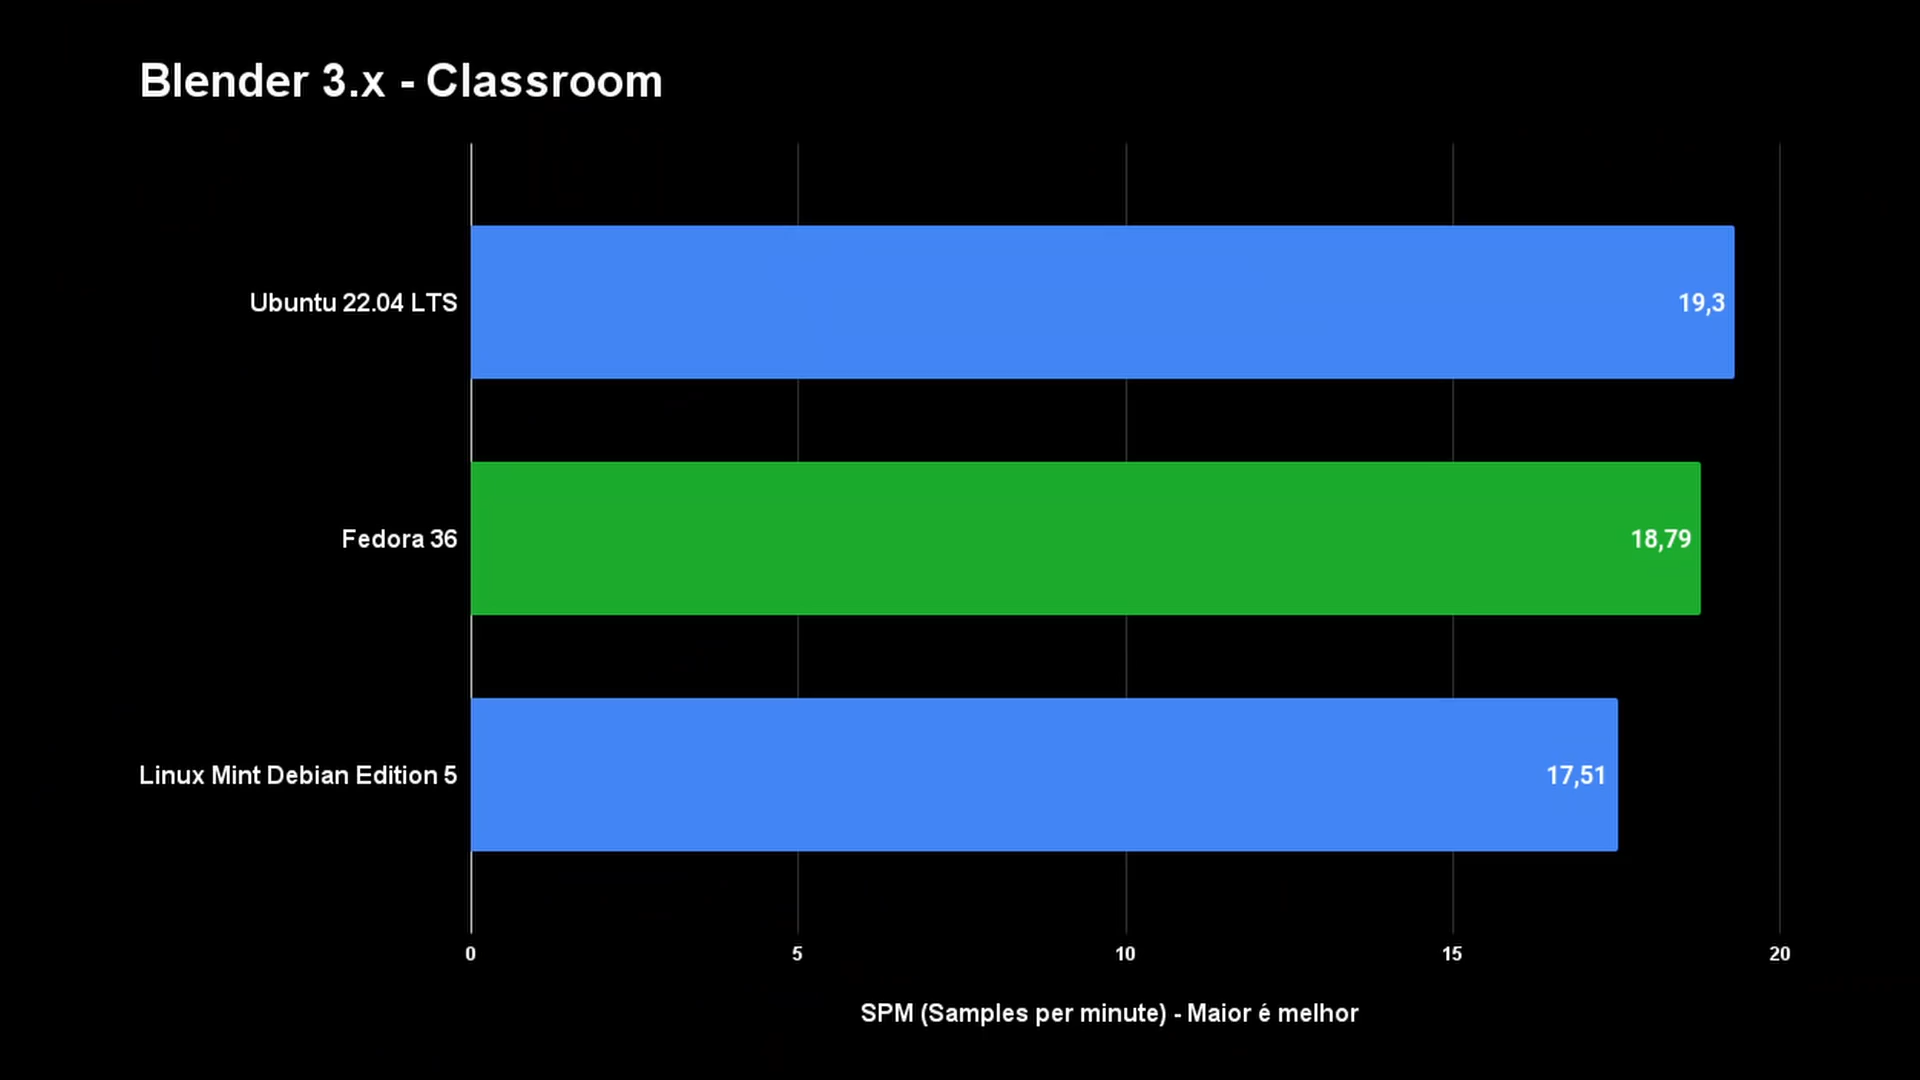 Blender 3.x - Classroom
Ubuntu 22.04 LTS
19,3
Fedora 36
18,79
Linux Mint Debian Edition 5
17,51
0 5 10 15 20
SPM (Samples per minute) - Maior é melhor